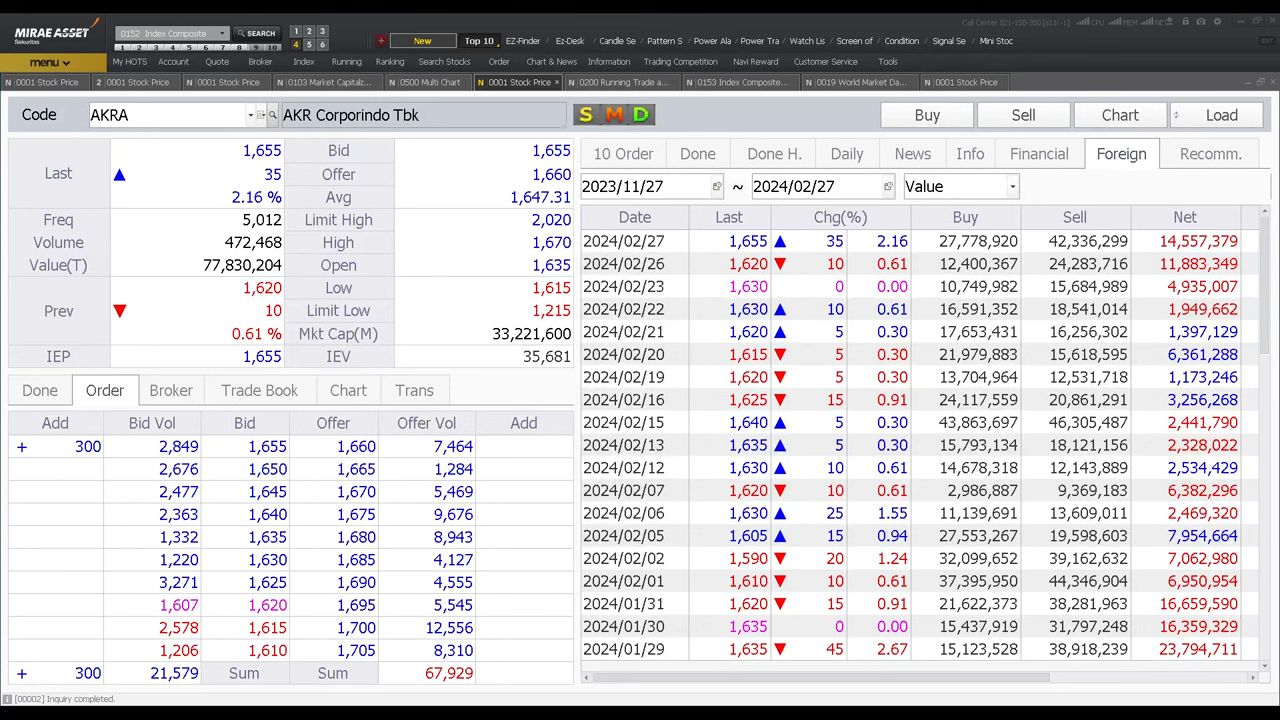 Call Center 021-150-350 [s11i-1] CPU MEM NET
MIRAE ASSET
Sekuritas
0152 Index Composite SEARCH 1 2 3
1 2 3 4 5 6 7 8 9 10 4 5 6
+ New Top 10 EZ-Finder Ez-Desk Candle Se Pattern S Power Ala Power Tra Watch Lis Screen of Condition Signal Se Mini Stoc
menu My HOTS Account Quote Broker Index Running Ranking Search Stocks Order Chart & News Information Trading Competition Navi Reward Customer Service Tools
N 0001 Stock Price 2 0001 Stock Price N 0001 Stock Price N 0103 Market Capitalz... N 0500 Multi Chart N 0001 Stock Price N 0200 Running Trade a... N 0153 Index Composite... N 0019 World Market Da... N 0001 Stock Price
Code AKRA AKR Corporindo Tbk S M D Buy Sell Chart Load
1,655 Bid 1,655
Last ▲ 35 Offer 1,660
2.16 % Avg 1,647.31
Freq 5,012 Limit High 2,020
Volume 472,468 High 1,670
Value(T) 77,830,204 Open 1,635
1,620 Low 1,615
Prev ▼ 10 Limit Low 1,215
0.61 % Mkt Cap(M) 33,221,600
IEP 1,655 IEV 35,681
Done Order Broker Trade Book Chart Trans
Add Bid Vol Bid Offer Offer Vol Add
+ 300 2,849 1,655 1,660 7,464
2,676 1,650 1,665 1,284
2,477 1,645 1,670 5,469
2,363 1,640 1,675 9,676
1,332 1,635 1,680 8,943
1,220 1,630 1,685 4,127
3,271 1,625 1,690 4,555
1,607 1,620 1,695 5,545
2,578 1,615 1,700 12,556
1,206 1,610 1,705 8,310
+ 300 21,579 Sum Sum 67,929
10 Order Done Done H. Daily News Info Financial Foreign Recomm.
2023/11/27 ~ 2024/02/27 Value
Date Last Chg(%) Buy Sell Net
2024/02/27 1,655 ▲ 35 2.16 27,778,920 42,336,299 14,557,379
2024/02/26 1,620 ▼ 10 0.61 12,400,367 24,283,716 11,883,349
2024/02/23 1,630 0 0.00 10,749,982 15,684,989 4,935,007
2024/02/22 1,630 ▲ 10 0.61 16,591,352 18,541,014 1,949,662
2024/02/21 1,620 ▲ 5 0.30 17,653,431 16,256,302 1,397,129
2024/02/20 1,615 ▼ 5 0.30 21,979,883 15,618,595 6,361,288
2024/02/19 1,620 ▼ 5 0.30 13,704,964 12,531,718 1,173,246
2024/02/16 1,625 ▼ 15 0.91 24,117,559 20,861,291 3,256,268
2024/02/15 1,640 ▲ 5 0.30 43,863,697 46,305,487 2,441,790
2024/02/13 1,635 ▲ 5 0.30 15,793,134 18,121,156 2,328,022
2024/02/12 1,630 ▲ 10 0.61 14,678,318 12,143,889 2,534,429
2024/02/07 1,620 ▼ 10 0.61 2,986,887 9,369,183 6,382,296
2024/02/06 1,630 ▲ 25 1.55 11,139,691 13,609,011 2,469,320
2024/02/05 1,605 ▲ 15 0.94 27,553,267 19,598,603 7,954,664
2024/02/02 1,590 ▼ 20 1.24 32,099,652 39,162,632 7,062,980
2024/02/01 1,610 ▼ 10 0.61 37,395,950 44,346,904 6,950,954
2024/01/31 1,620 ▼ 15 0.91 21,622,373 38,281,963 16,659,590
2024/01/30 1,635 0 0.00 15,437,919 31,797,248 16,359,329
2024/01/29 1,635 ▼ 45 2.67 15,123,528 38,918,239 23,794,711
[00002] Inquiry completed.